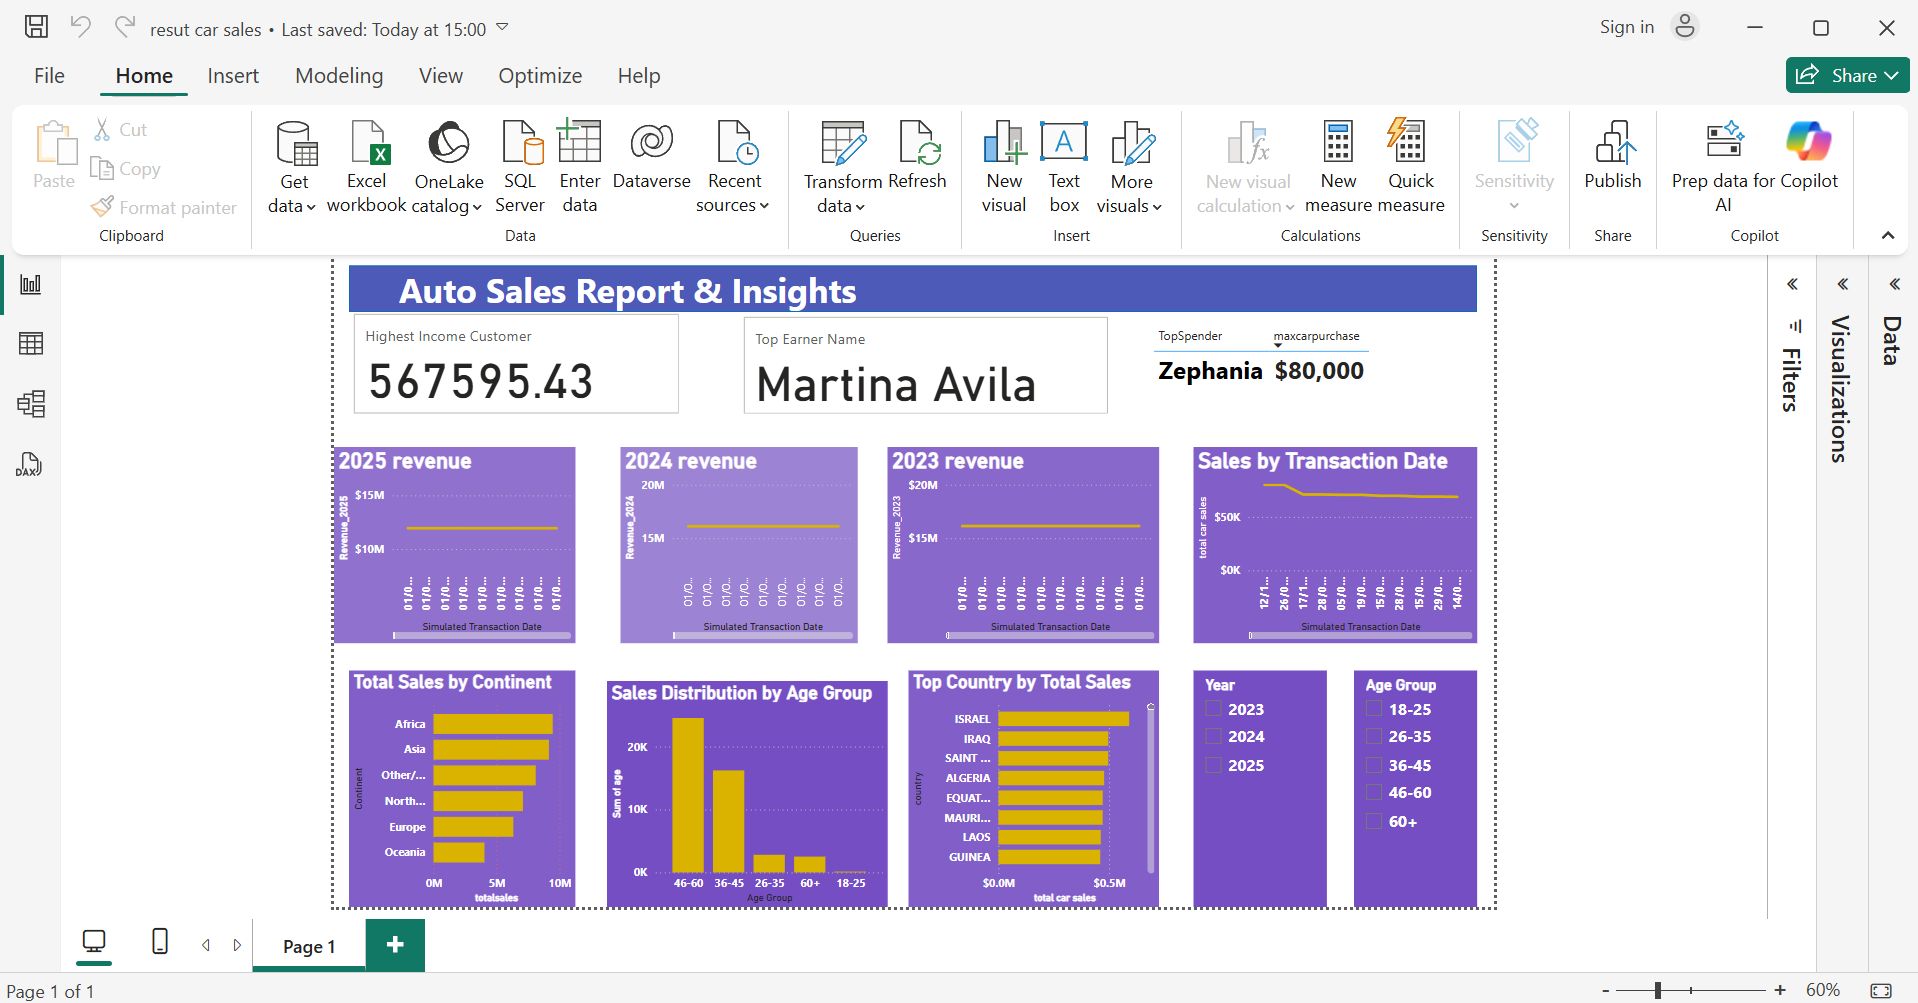 resut car sales • Last saved: Today at 15:00
Sign in
File Home Insert Modeling View Optimize Help
Share
Paste
Cut
Copy
Format painter
Clipboard
Get data
Excel workbook
OneLake catalog
SQL Server
Enter data
Dataverse
Recent sources
Data
Transform data
Refresh
Queries
New visual
Text box
More visuals
Insert
New visual calculation
New measure
Quick measure
Calculations
Sensitivity
Sensitivity
Publish
Share
Prep data for AI
Copilot
Copilot
DAX
Auto Sales Report & Insights
Highest Income Customer
567595.43
Top Earner Name
Martina Avila
TopSpender maxcarpurchase
Zephania $80,000
2025 revenue
Revenue_2025
$15M
$10M
01/0... 01/0... 01/0... 01/0... 01/0... 01/0... 01/0... 01/0... 01/0...
Simulated Transaction Date
2024 revenue
Revenue_2024
20M
15M
01/0... 01/0... 01/0... 01/0... 01/0... 01/0... 01/0... 01/0... 01/0...
Simulated Transaction Date
2023 revenue
Revenue_2023
$20M
$15M
01/0... 01/0... 01/0... 01/0... 01/0... 01/0... 01/0... 01/0... 01/0... 01/0...
Simulated Transaction Date
Sales by Transaction Date
total car sales
$50K
$0K
12/1... 26/0... 17/1... 28/0... 05/0... 19/0... 15/0... 28/0... 15/0... 29/0... 14/0...
Simulated Transaction Date
Total Sales by Continent
Continent
Africa
Asia
Other/...
North...
Europe
Oceania
0M 5M 10M
totalsales
Sales Distribution by Age Group
Sum of age
20K
10K
0K
46-60 36-45 26-35 60+ 18-25
Age Group
Top Country by Total Sales
country
ISRAEL
IRAQ
SAINT ...
ALGERIA
EQUAT...
MAURI...
LAOS
GUINEA
$0.0M $0.5M
total car sales
Year
2023
2024
2025
Age Group
18-25
26-35
36-45
46-60
60+
Filters
Visualizations
Data
Page 1
+
Page 1 of 1
- + 60%